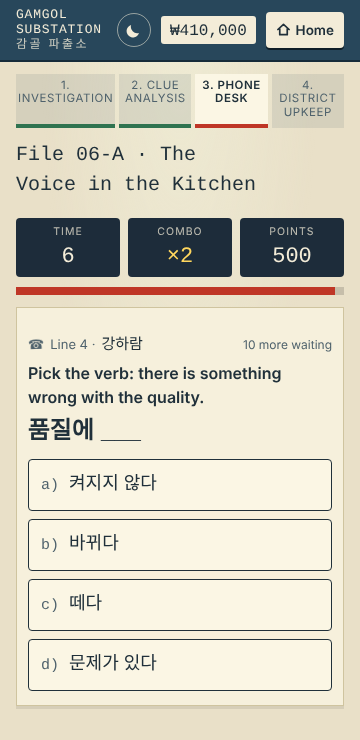 GAMGOL
SUBSTATION
감골 파출소
₩410,000
Home
1.
INVESTIGATION
2. CLUE
ANALYSIS
3. PHONE
DESK
4.
DISTRICT
UPKEEP
File 06-A · The
Voice in the Kitchen
TIME
6
COMBO
×2
POINTS
500
☎ Line 4 · 강하람
10 more waiting
Pick the verb: there is something
wrong with the quality.
품질에 ____
a) 켜지지 않다
b) 바뀌다
c) 떼다
d) 문제가 있다